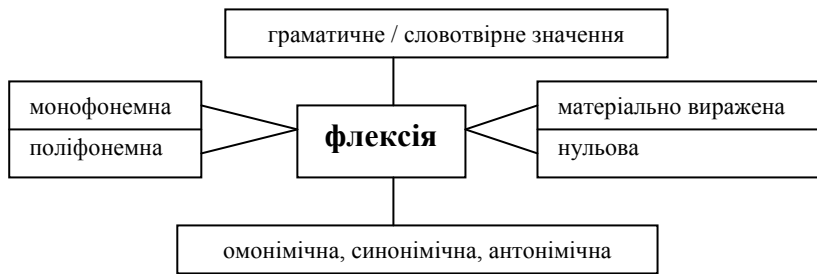 граматичне / словотвірне значення
монофонемна
поліфонемна
флексія
матеріально виражена
нульова
омонімічна, синонімічна, антонімічна